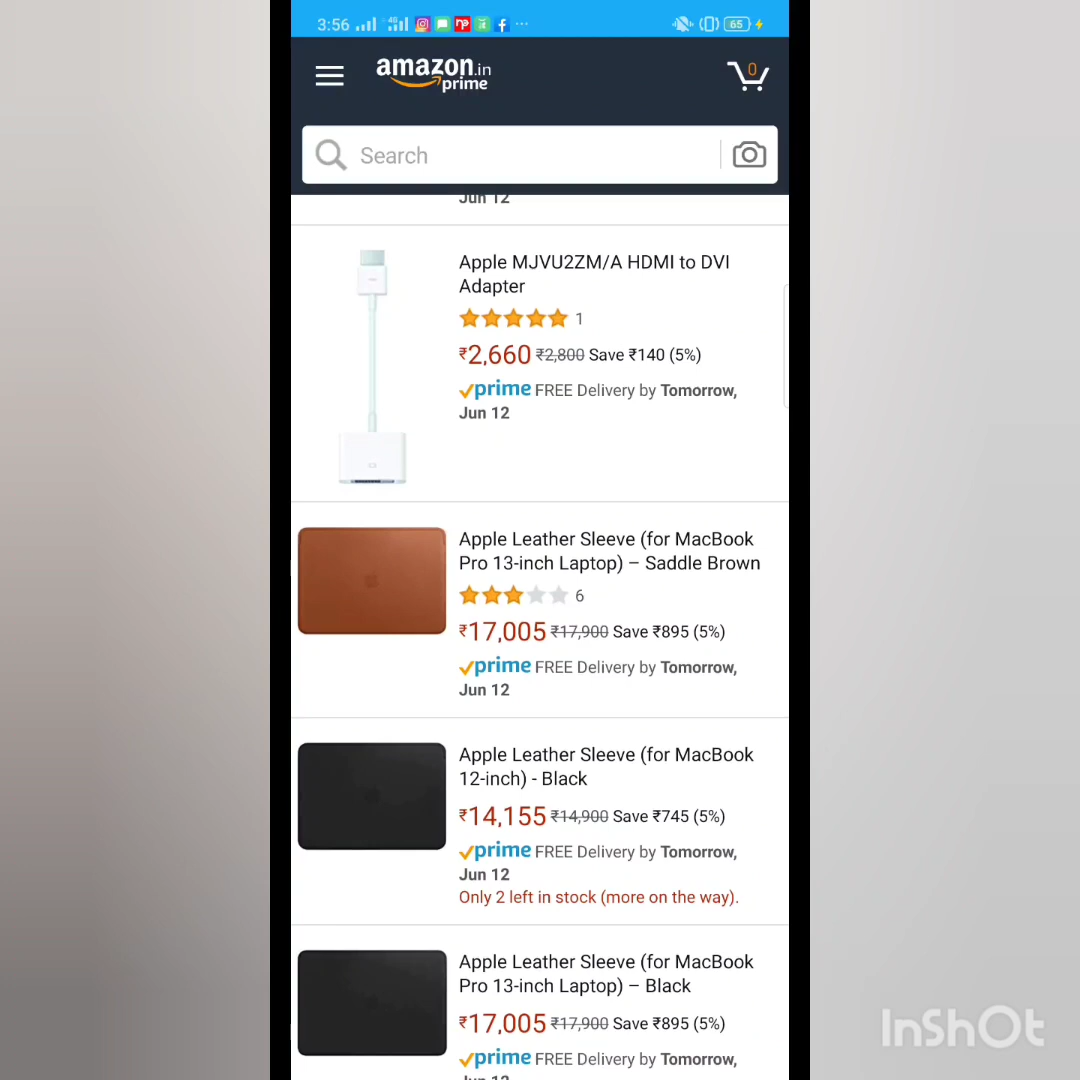 3:56 4G 65
amazon.in
prime
0
Search
Jun 12
Apple MJVU2ZM/A HDMI to DVI
Adapter
1
₹2,660 ₹2,800 Save ₹140 (5%)
prime FREE Delivery by Tomorrow,
Jun 12
Apple Leather Sleeve (for MacBook
Pro 13-inch Laptop) – Saddle Brown
6
₹17,005 ₹17,900 Save ₹895 (5%)
prime FREE Delivery by Tomorrow,
Jun 12
Apple Leather Sleeve (for MacBook
12-inch) - Black
₹14,155 ₹14,900 Save ₹745 (5%)
prime FREE Delivery by Tomorrow,
Jun 12
Only 2 left in stock (more on the way).
Apple Leather Sleeve (for MacBook
Pro 13-inch Laptop) – Black
₹17,005 ₹17,900 Save ₹895 (5%)
prime FREE Delivery by Tomorrow,
Jun 12
InShOt